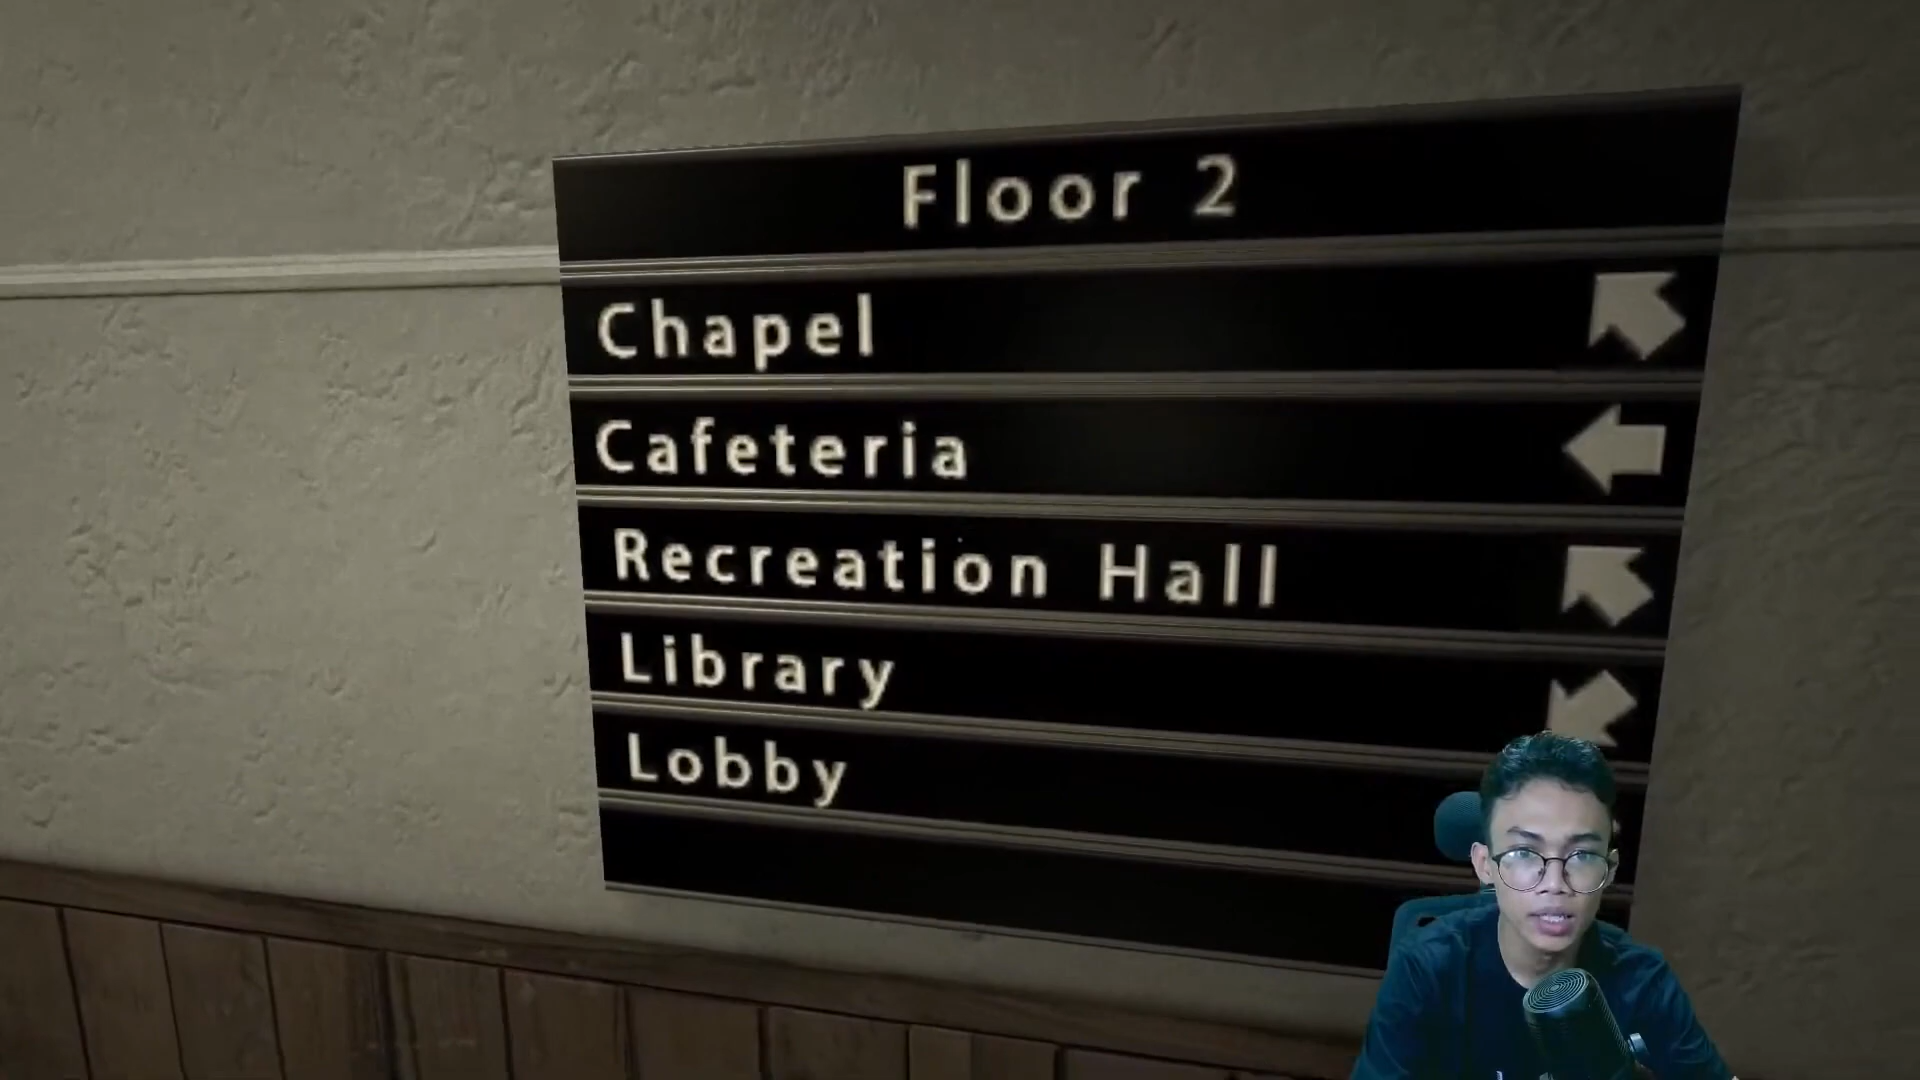 Floor 2
Chapel
Cafeteria
Recreation Hall
Library
Lobby